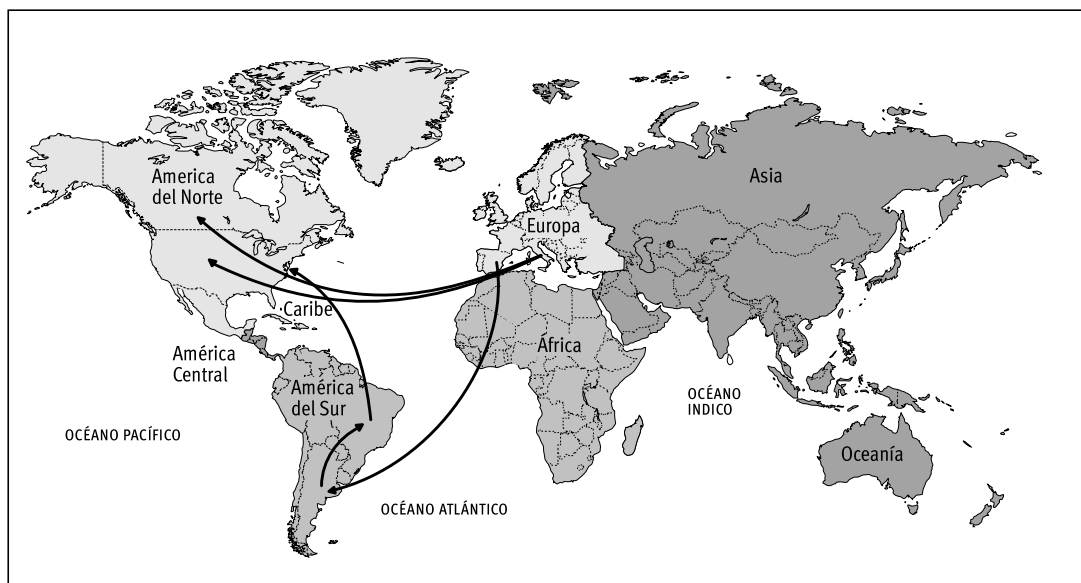 America
del Norte
Asia
Europa
Caribe
América
Central
África
América
del Sur
OCÉANO
INDICO
OCÉANO PACÍFICO
Oceanía
OCÉANO ATLÁNTICO